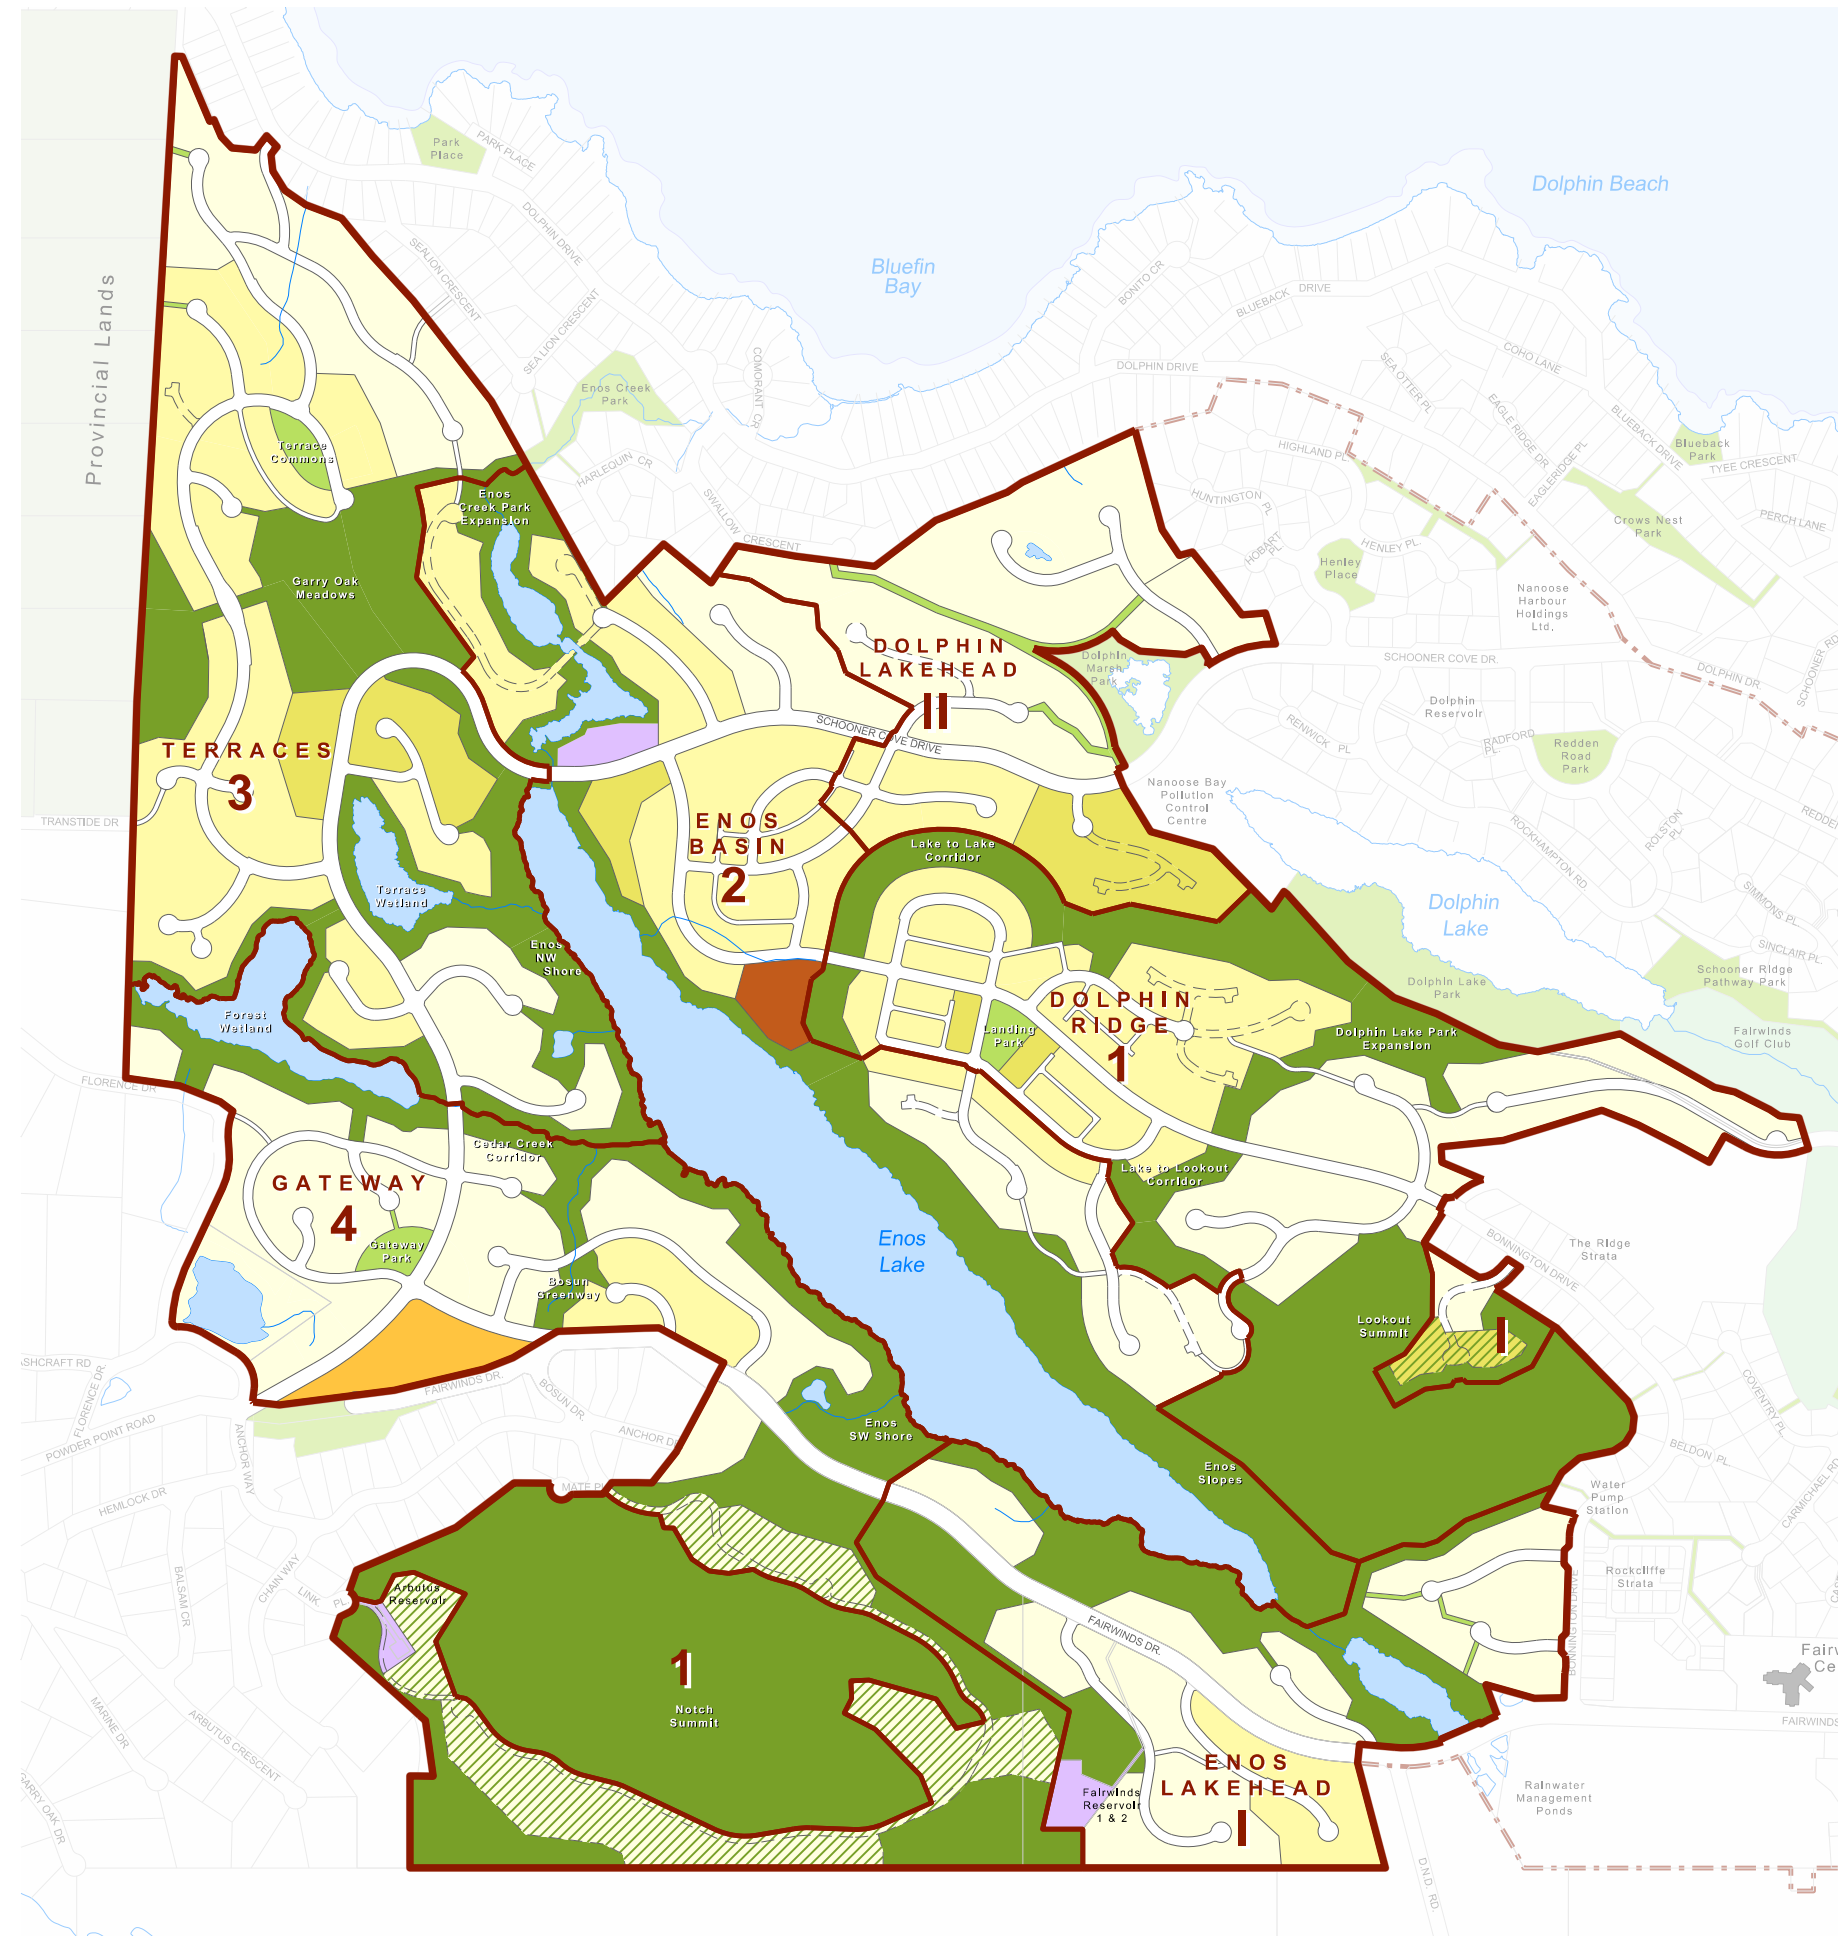 Park
Place
PARK PLACE
Dolphin Beach
DOLPHIN DRIVE
SEALION CRESCENT
Bluefin
Bay
Provincial Lands
BONITO CR
BLUEBACK
DRIVE
SEA LION CRESCENT
COMORANT CR
Enos Creek
Park
DOLPHIN DRIVE
SEA OTTER PL
COHO LANE
EAGLE RIDGE DR
BLUEBACK DRIVE
Blueback
Park
TYEE CRESCENT
Terrace
Commons
HARLEQUIN CR
HIGHLAND PL
EAGLERIDGE PL
Enos
Creek Park
Expansion
SWALLOW
CRESCENT
HUNTINGTON
PL
HOBART
PL
HENLEY PL.
Henley
Place
Crows Nest
Park
PERCH LANE
Garry Oak
Meadows
Nanoose
Harbour
Holdings
Ltd.
DOLPHIN
LAKEHEAD
II
Dolphin
Marsh
Park
SCHOONER COVE DR.
DOLPHIN DR
SCHOONER RD
Dolphin
Reservoir
RENWICK PL
RADFORD
PL.
Redden
Road
Park
SCHOONER COVE DRIVE
TERRACES
3
TRANSTIDE DR
Nanoose Bay
Pollution
Control
Centre
ENOS
BASIN
2
Lake to Lake
Corridor
ROCKHAMPTON RD
ROLSTON
PL.
REDDEN
SIMMONS PL.
Terrace
Wetland
Dolphin
Lake
SINCLAIR PL.
Enos
NW
Shore
Schooner Ridge
Pathway Park
Dolphin Lake
Park
Forest
Wetland
DOLPHIN
RIDGE
1
Landing
Park
Dolphin Lake Park
Expansion
Fairwinds
Golf Club
FLORENCE DR
Cedar Creek
Corridor
Lake to Lookout
Corridor
GATEWAY
4
Gateway
Park
Enos
Lake
BONNINGTON DRIVE
The Ridge
Strata
Bosun
Greenway
Lookout
Summit
I
ASHCRAFT RD
FLORENCE DR.
FAIRWINDS DR.
BOSUN DR.
COVENTRY PL
POWDER POINT ROAD
ANCHOR WAY
ANCHOR DR
Enos
SW Shore
Enos
Slopes
BELDON PL.
CARMICHAEL RD
HEMLOCK DR
MATE PL
Water
Pump
Station
BALSAM CR
CHAIN WAY
LINK PL
Arbutus
Reservoir
BONNINGTON DRIVE
Rockcliffe
Strata
FAIRWINDS DR.
1
Notch
Summit
MARINE DR
ARBUTUS CRESCENT
FAIRWINDS
GARRY OAK DR
ENOS
LAKEHEAD
I
Fairwinds
Reservoir
1 & 2
Rainwater
Management
Ponds
D.N.D. RD.